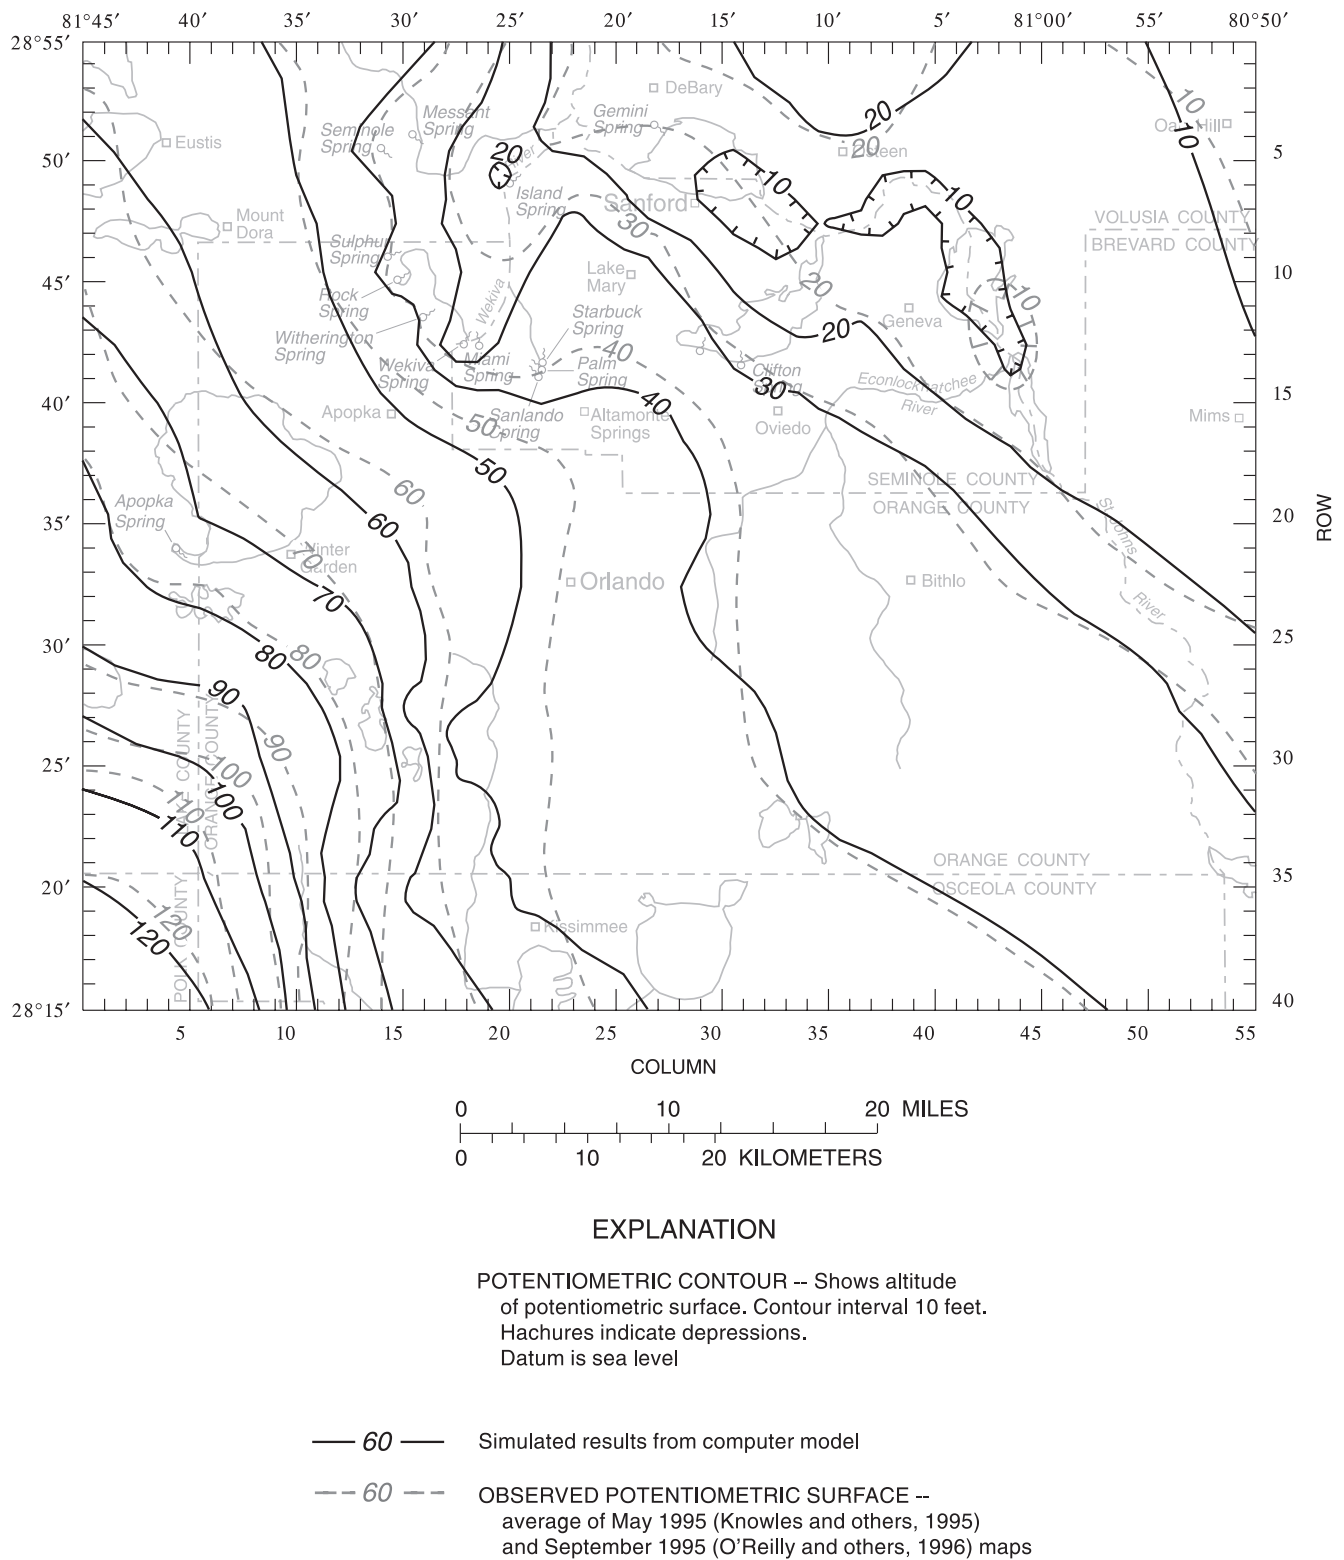 81°45′ 40′ 35′ 30′ 25′ 20′ 15′ 10′ 5′ 81°00′ 55′ 80°50′
28°55′
DeBary
Messant
Spring
Gemini
Spring
10
20
Seminole
Spring
20
Oak Hill
10
Eustis
Osteen
50′
5
20
River
10
10
Island
Spring
Sanford
Mount
Dora
30
VOLUSIA COUNTY
BREVARD COUNTY
Sulphur
Spring
Lake
Mary
45′
10
20
10
Rock
Spring
Wekiva
Starbuck
Spring
Geneva
20
Witherington
Spring
40
Wekiva
Spring
Miami
Spring
Palm
Spring
Clifton
Spring
30
Econlockhatchee
River
40′
15
40
Apopka
50
Sanlando
Spring
Altamonte
Springs
Oviedo
Mims
50
60
SEMINOLE COUNTY
ORANGE COUNTY
Apopka
Spring
60
St. Johns
35′
20
ROW
70
Winter
Garden
Orlando
Bithlo
70
River
30′
25
80
80
90
LAKE COUNTY
ORANGE COUNTY
90
25′
30
100
100
110
110
ORANGE COUNTY
OSCEOLA COUNTY
20′
35
120
120
POLK COUNTY
Kissimmee
28°15′
40
5 10 15 20 25 30 35 40 45 50 55
COLUMN
0 10 20 MILES
0 10 20 KILOMETERS
EXPLANATION
POTENTIOMETRIC CONTOUR -- Shows altitude
of potentiometric surface. Contour interval 10 feet.
Hachures indicate depressions.
Datum is sea level
60 Simulated results from computer model
60 OBSERVED POTENTIOMETRIC SURFACE --
average of May 1995 (Knowles and others, 1995)
and September 1995 (O'Reilly and others, 1996) maps